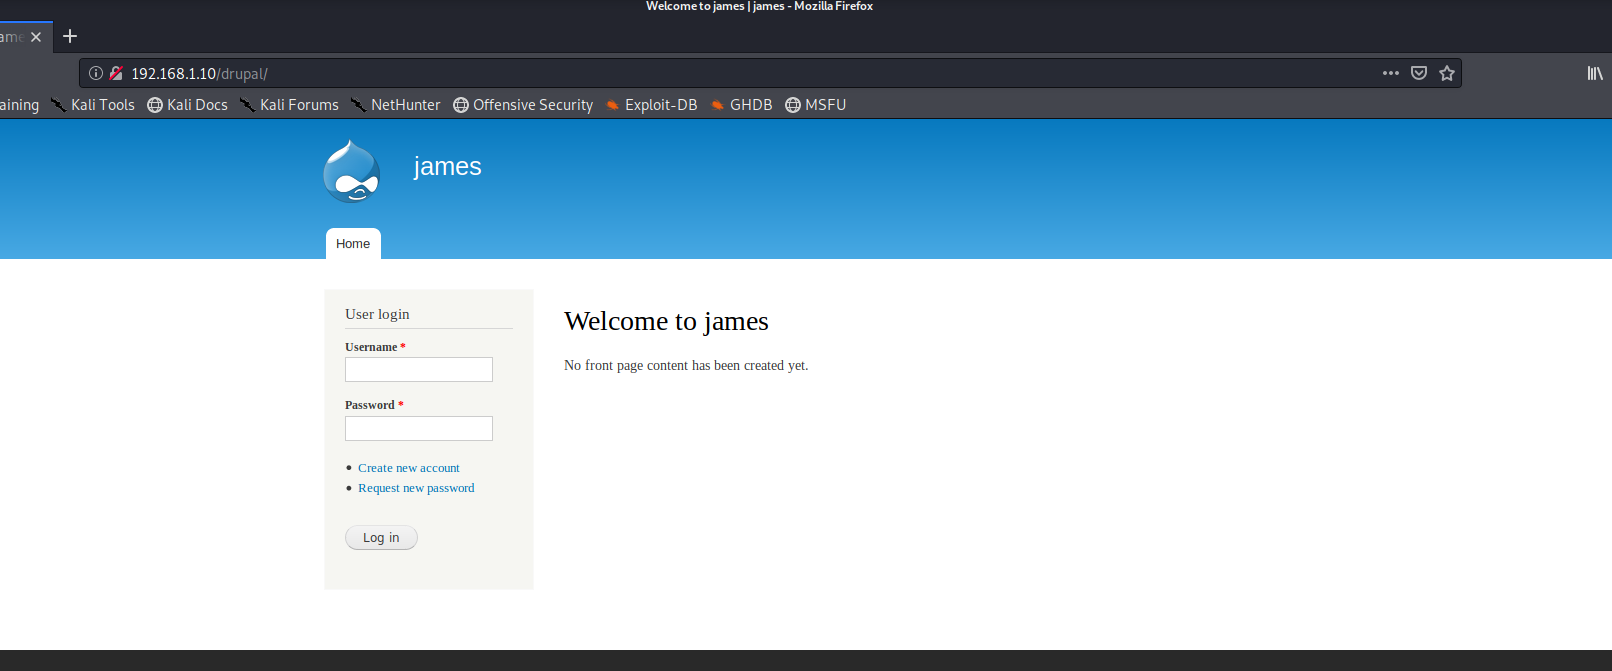 Welcome to james | james - Mozilla Firefox
192.168.1.10/drupal/
Kali Tools Kali Docs Kali Forums NetHunter Offensive Security Exploit-DB GHDB MSFU
james
Home
User login
Welcome to james
Username *
No front page content has been created yet.
Password *
Create new account
Request new password
Log in